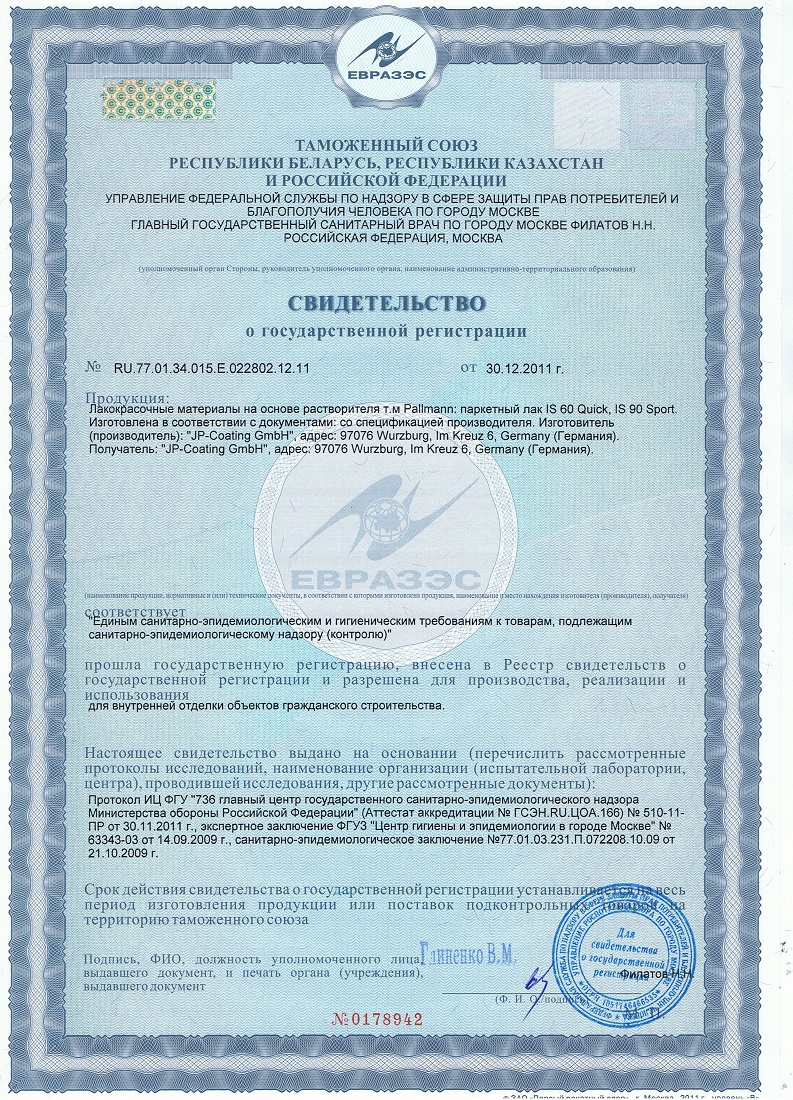 ЕВРАЗЭС
ТАМОЖЕННЫЙ СОЮЗ
РЕСПУБЛИКИ БЕЛАРУСЬ, РЕСПУБЛИКИ КАЗАХСТАН
И РОССИЙСКОЙ ФЕДЕРАЦИИ
УПРАВЛЕНИЕ ФЕДЕРАЛЬНОЙ СЛУЖБЫ ПО НАДЗОРУ В СФЕРЕ ЗАЩИТЫ ПРАВ ПОТРЕБИТЕЛЕЙ И
БЛАГОПОЛУЧИЯ ЧЕЛОВЕКА ПО ГОРОДУ МОСКВЕ
ГЛАВНЫЙ ГОСУДАРСТВЕННЫЙ САНИТАРНЫЙ ВРАЧ ПО ГОРОДУ МОСКВЕ ФИЛАТОВ Н.Н.
РОССИЙСКАЯ ФЕДЕРАЦИЯ, МОСКВА
(уполномоченный орган Стороны, руководитель уполномоченного органа, наименование административно-территориального образования)
СВИДЕТЕЛЬСТВО
о государственной регистрации
№ RU.77.01.34.015.Е.022802.12.11 от 30.12.2011 г.
Продукция:
Лакокрасочные материалы на основе растворителя т.м Pallmann: паркетный лак IS 60 Quick, IS 90 Sport.
Изготовлена в соответствии с документами: со спецификацией производителя. Изготовитель
(производитель): "JP-Coating GmbH", адрес: 97076 Wurzburg, Im Kreuz 6, Germany (Германия).
Получатель: "JP-Coating GmbH", адрес: 97076 Wurzburg, Im Kreuz 6, Germany (Германия).
ЕВРАЗЭС
(наименование продукции, нормативные и (или) технические документы, в соответствии с которыми изготовлена продукция, наименование и место нахождения изготовителя (производителя), получателя)
соответствует
"Единым санитарно-эпидемиологическим и гигиеническим требованиям к товарам, подлежащим
санитарно-эпидемиологическому надзору (контролю)"
прошла государственную регистрацию, внесена в Реестр свидетельств о
государственной регистрации и разрешена для производства, реализации и
использования
для внутренней отделки объектов гражданского строительства.
Настоящее свидетельство выдано на основании (перечислить рассмотренные
протоколы исследований, наименование организации (испытательной лаборатории,
центра), проводившей исследования, другие рассмотренные документы):
Протокол ИЦ ФГУ "736 главный центр государственного санитарно-эпидемиологического надзора
Министерства обороны Российской Федерации" (Аттестат аккредитации № ГСЭН.RU.ЦОА.166) № 510-11-
ПР от 30.11.2011 г., экспертное заключение ФГУЗ "Центр гигиены и эпидемиологии в городе Москве" №
63343-03 от 14.09.2009 г., санитарно-эпидемиологическое заключение №77.01.03.231.П.072208.10.09 от
21.10.2009 г.
Срок действия свидетельства о государственной регистрации устанавливается на весь
период изготовления продукции или поставок подконтрольных товаров на
территорию таможенного союза
Подпись, ФИО, должность уполномоченного лица,
выдавшего документ, и печать органа (учреждения),
выдавшего документ
Глиненко В.М.
Для
свидетельства
о государственной
регистрации
Филатов Н.Н.
(Ф. И. О./подпись)
№0178942